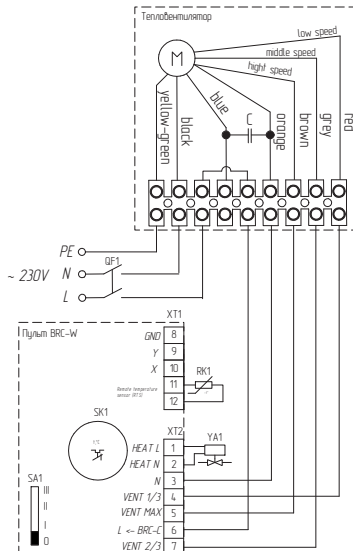 Тепловентилятор
low speed
middle speed
hight speed
M
yellow-green
black
blue
C
orange
brown
grey
red
PE
~ 230V
N
QF1
L
Пульт BRC-W
XT1
GND 8
Y 9
X 10
Remote temperature sensor (RTS)
11
12
RK1
SK1
t,°C
XT2
HEAT L 1
HEAT N 2
YA1
N 3
VENT 1/3 4
VENT MAX 5
L <- BRC-C 6
VENT 2/3 7
SA1
III
II
I
0